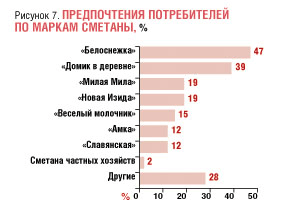 Рисунок 7. ПРЕДПОЧТЕНИЯ ПОТРЕБИТЕЛЕЙ
ПО МАРКАМ СМЕТАНЫ, %
«Белоснежка» 47
«Домик в деревне» 39
«Милая Мила» 19
«Новая Изида» 19
«Веселый молочник» 15
«Амка» 12
«Славянская» 12
Сметана частных хозяйств 2
Другие 28
% 0 10 20 30 40 50